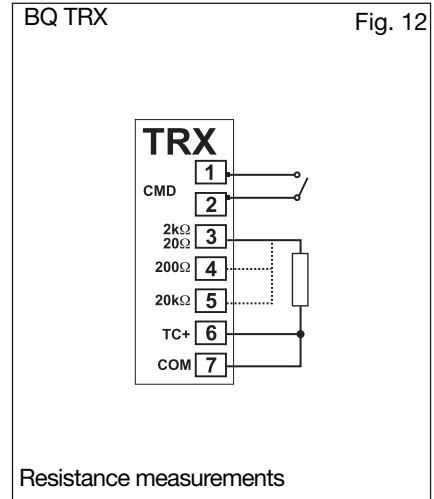 BQ TRX
Fig. 12
TRX
1
CMD
2
2kΩ
20Ω
3
200Ω 4
20kΩ 5
TC+ 6
COM 7
Resistance measurements